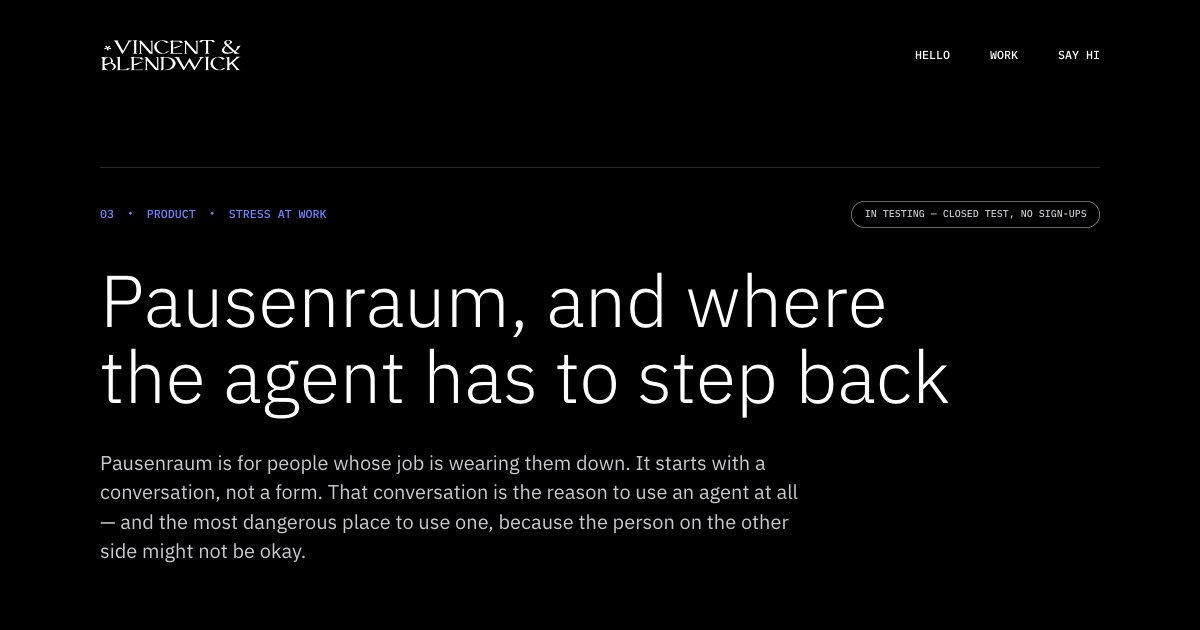 *VINCENT &
BLENDWICK
HELLO WORK SAY HI
03 • PRODUCT • STRESS AT WORK
IN TESTING — CLOSED TEST, NO SIGN-UPS
Pausenraum, and where
the agent has to step back
Pausenraum is for people whose job is wearing them down. It starts with a
conversation, not a form. That conversation is the reason to use an agent at all
— and the most dangerous place to use one, because the person on the other
side might not be okay.